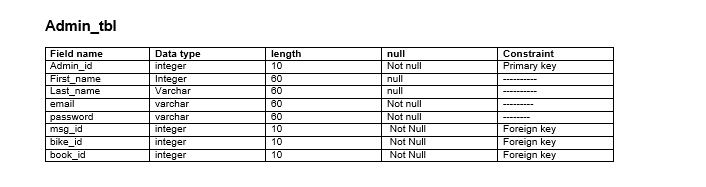 Admin_tbl
Field name Data type length null Constraint
Admin_id integer 10 Not null Primary key
First_name Integer 60 null ----------
Last_name Varchar 60 null ----------
email varchar 60 Not null ---------
password varchar 60 Not null --------
msg_id integer 10 Not Null Foreign key
bike_id integer 10 Not Null Foreign key
book_id integer 10 Not Null Foreign key